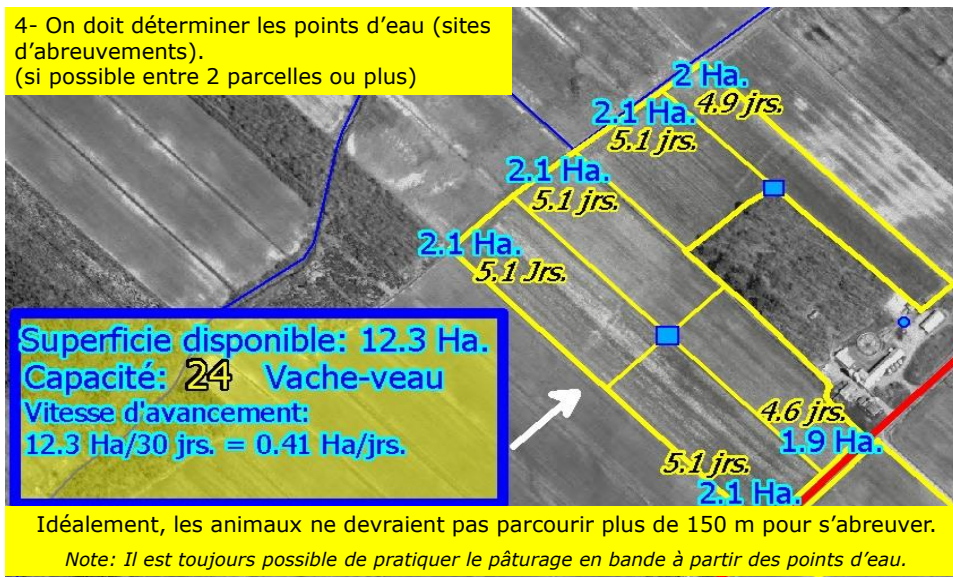 4- On doit déterminer les points d’eau (sites
d’abreuvements).
(si possible entre 2 parcelles ou plus)
2 Ha.
4.9 jrs.
2.1 Ha.
5.1 jrs.
2.1 Ha.
5.1 jrs.
2.1 Ha.
5.1 Jrs.
Superficie disponible: 12.3 Ha.
Capacité: 24 Vache-veau
Vitesse d'avancement:
12.3 Ha/30 jrs. = 0.41 Ha/jrs.
4.6 jrs.
1.9 Ha.
5.1 jrs.
2.1 Ha.
Idéalement, les animaux ne devraient pas parcourir plus de 150 m pour s’abreuver.
Note: Il est toujours possible de pratiquer le pâturage en bande à partir des points d’eau.